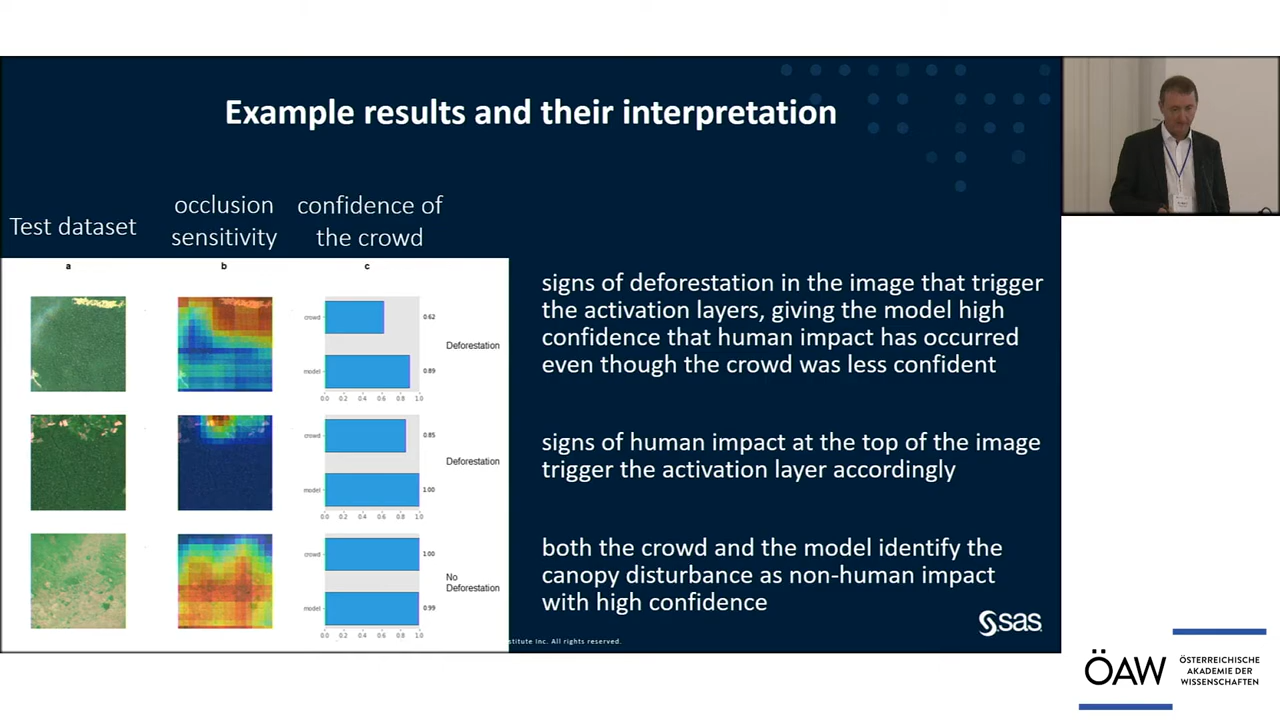 Example results and their interpretation
Test dataset
occlusion
sensitivity
confidence of
the crowd
a
b
c
crowd
0.62
Deforestation
model
0.89
0.0 0.2 0.4 0.6 0.8 1.0
crowd
0.85
Deforestation
model
1.00
0.0 0.2 0.4 0.6 0.8 1.0
crowd
1.00
No
Deforestation
model
0.99
0.0 0.2 0.4 0.6 0.8 1.0
signs of deforestation in the image that trigger
the activation layers, giving the model high
confidence that human impact has occurred
even though the crowd was less confident
signs of human impact at the top of the image
trigger the activation layer accordingly
both the crowd and the model identify the
canopy disturbance as non-human impact
with high confidence
sas
stitute Inc. All rights reserved.
ÖAW
ÖSTERREICHISCHE
AKADEMIE DER
WISSENSCHAFTEN